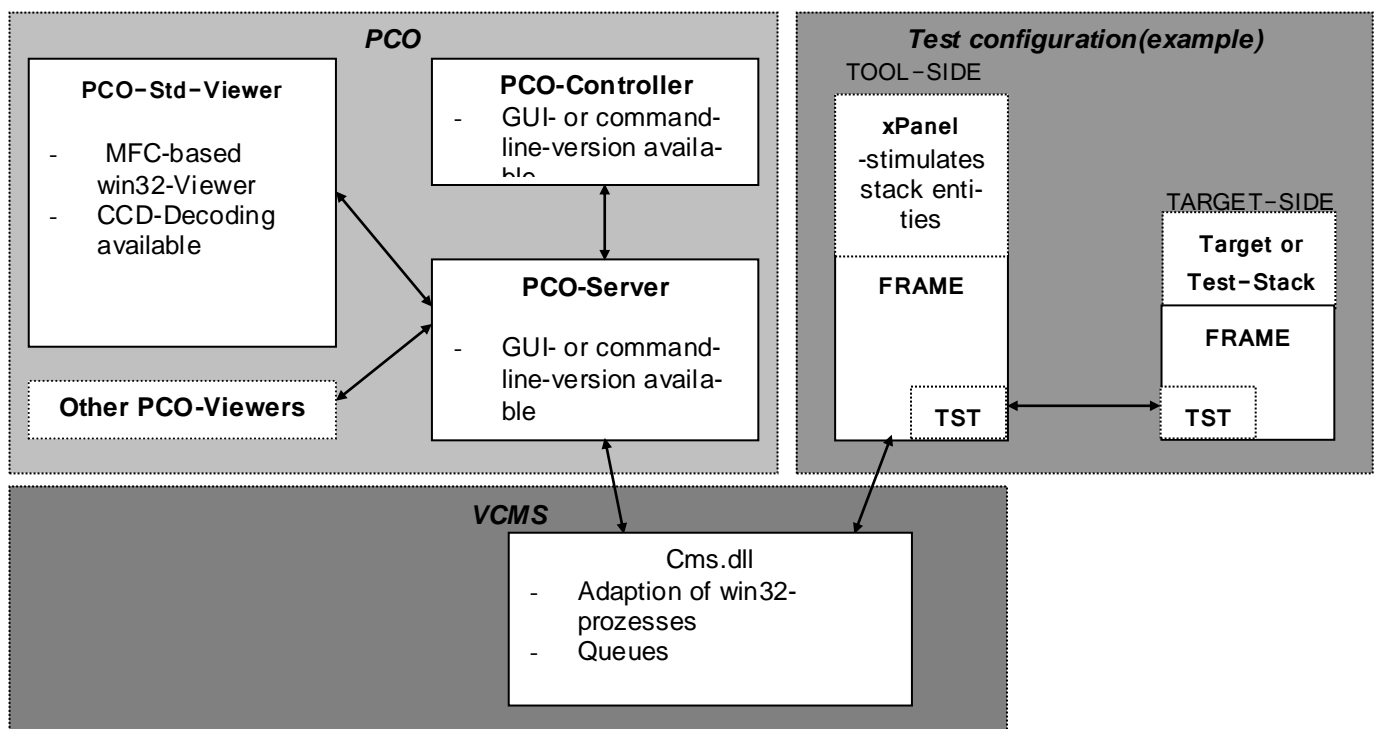 PCO
PCO-Std-Viewer
- MFC-based
win32-Viewer
- CCD-Decoding
available
PCO-Controller
- GUI- or command-
line-version availa-
ble
PCO-Server
- GUI- or command-
line-version availa-
ble
Other PCO-Viewers
Test configuration(example)
TOOL-SIDE
xPanel
-stimulates
stack enti-
ties
FRAME
TST
TARGET-SIDE
Target or
Test-Stack
FRAME
TST
VCMS
Cms.dll
- Adaption of win32-
prozesses
- Queues